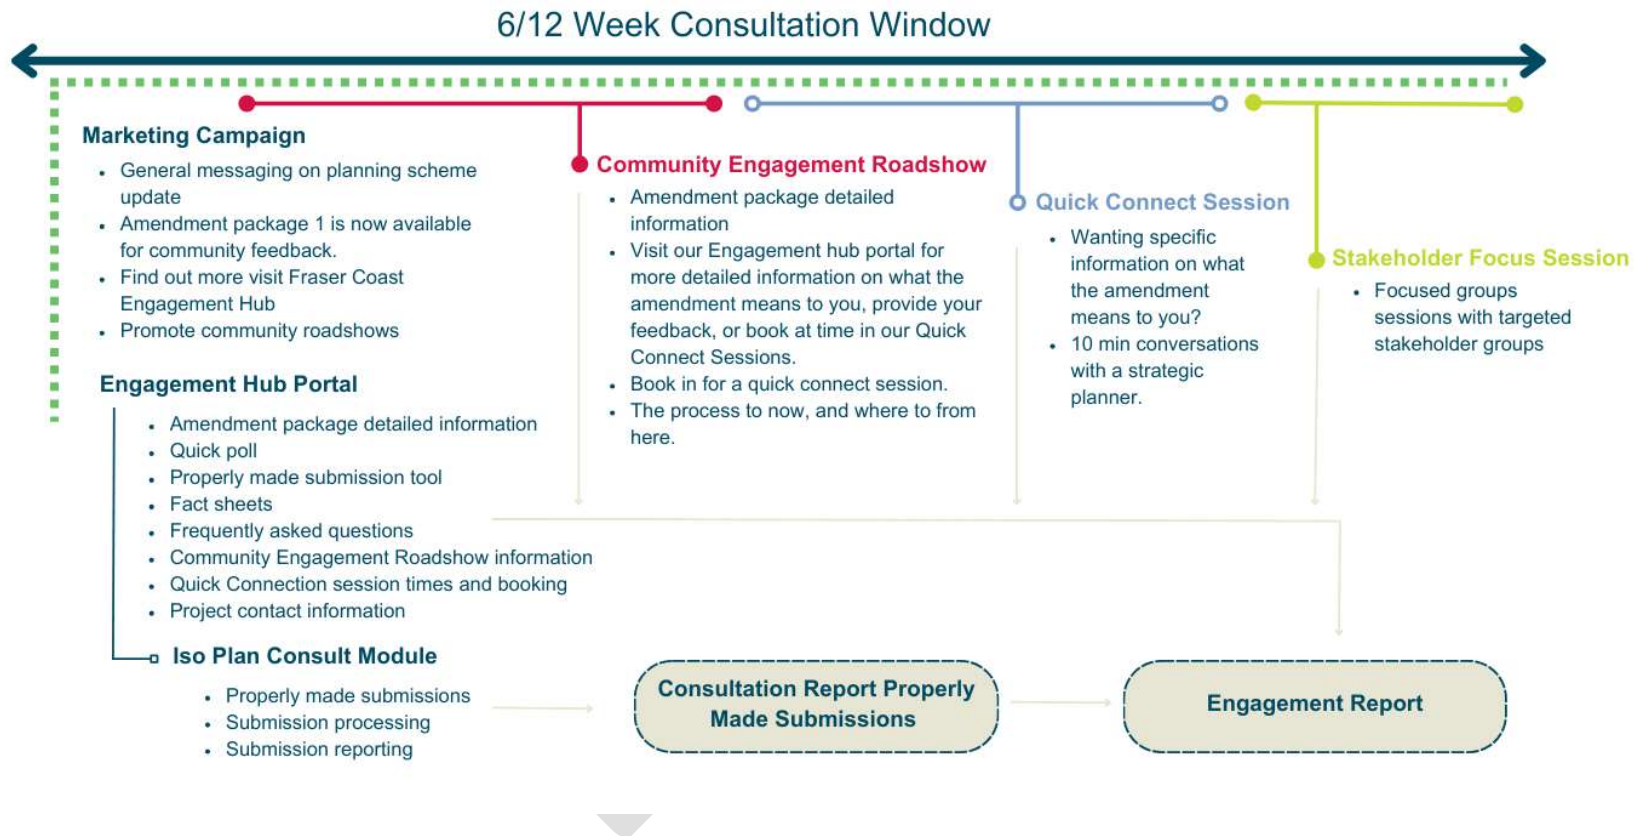 6/12 Week Consultation Window
Marketing Campaign
• General messaging on planning scheme
update
• Amendment package 1 is now available
for community feedback.
• Find out more visit Fraser Coast
Engagement Hub
• Promote community roadshows
Engagement Hub Portal
• Amendment package detailed information
• Quick poll
• Properly made submission tool
• Fact sheets
• Frequently asked questions
• Community Engagement Roadshow information
• Quick Connection session times and booking
• Project contact information
Iso Plan Consult Module
• Properly made submissions
• Submission processing
• Submission reporting
Community Engagement Roadshow
• Amendment package detailed
information
• Visit our Engagement hub portal for
more detailed information on what the
amendment means to you, provide your
feedback, or book at time in our Quick
Connect Sessions.
• Book in for a quick connect session.
• The process to now, and where to from
here.
Quick Connect Session
• Wanting specific
information on what
the amendment
means to you?
• 10 min conversations
with a strategic
planner.
Stakeholder Focus Session
• Focused groups
sessions with targeted
stakeholder groups
Consultation Report Properly
Made Submissions
Engagement Report